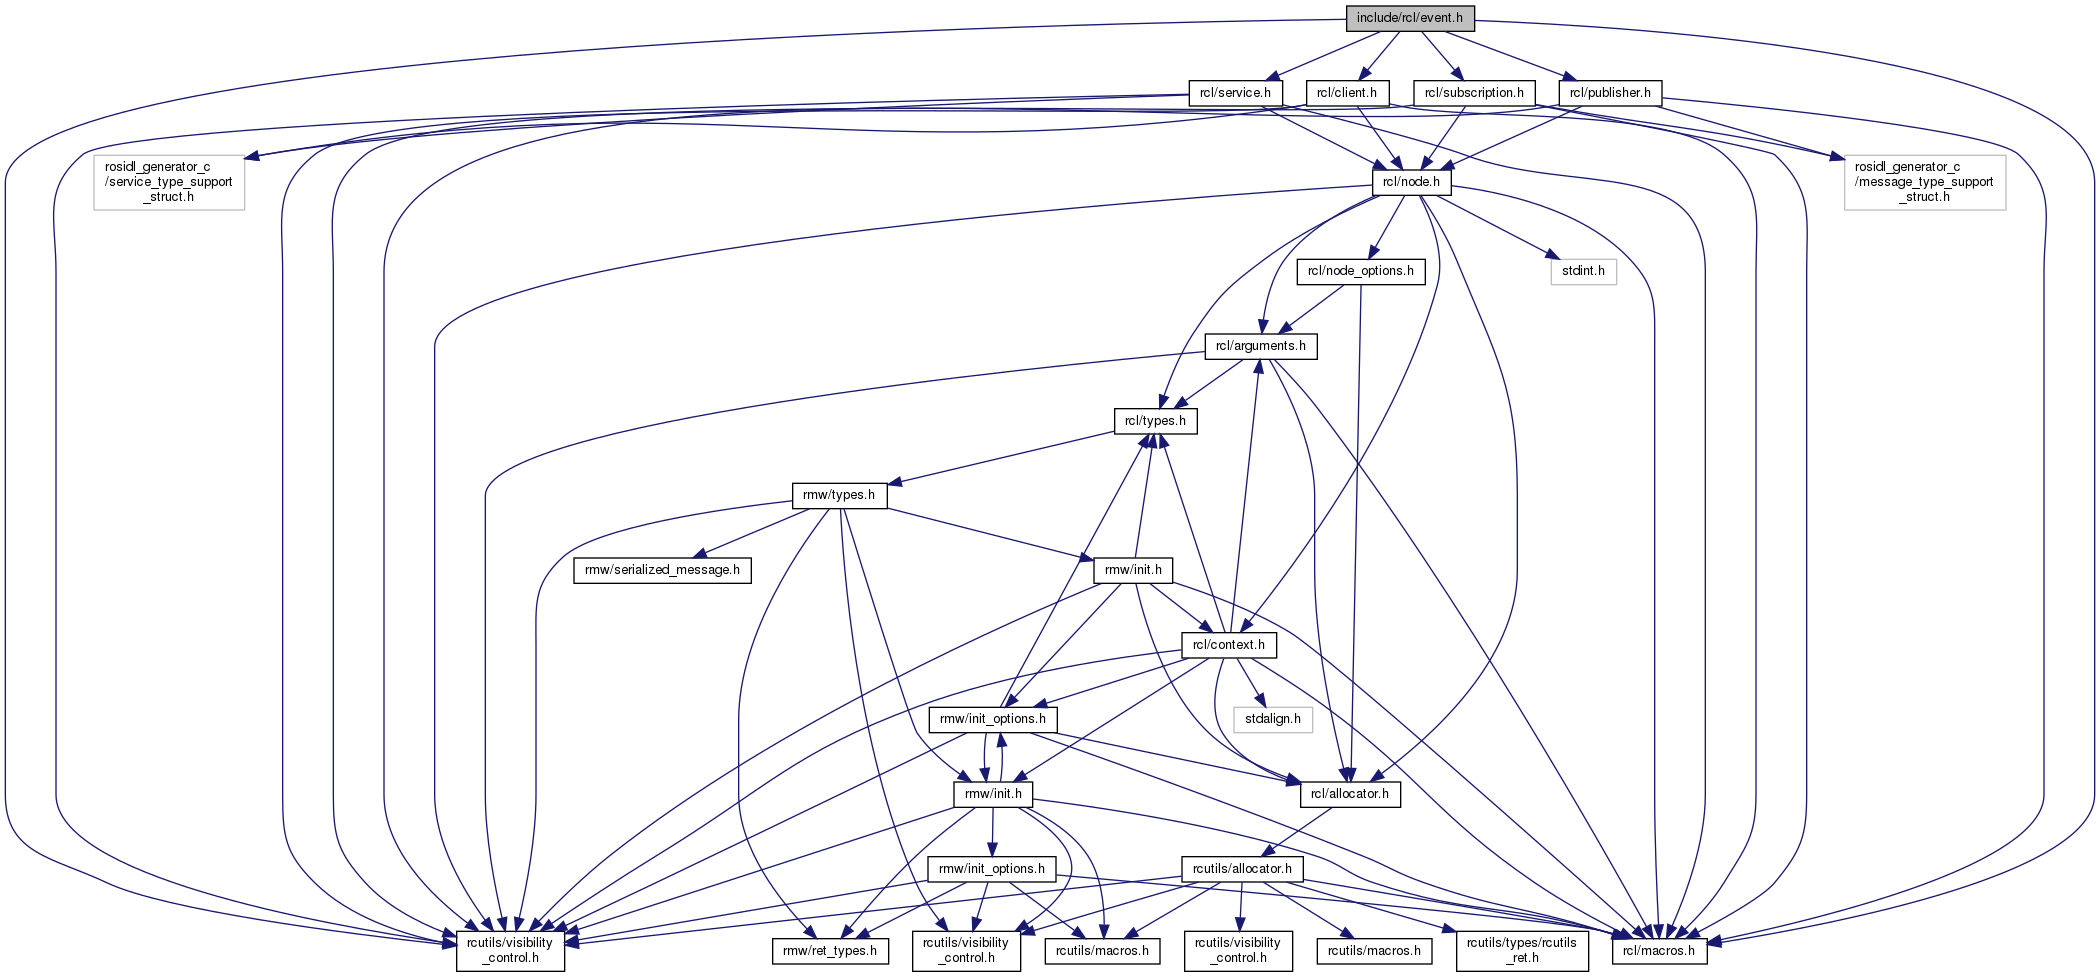 include/rcl/event.h
rcl/service.h
rcl/client.h
rcl/subscription.h
rcl/publisher.h
rosidl_generator_c
/service_type_support
_struct.h
rcl/node.h
rosidl_generator_c
/message_type_support
_struct.h
rcl/node_options.h
stdint.h
rcl/arguments.h
rcl/types.h
rmw/types.h
rmw/serialized_message.h
rmw/init.h
rcl/context.h
rmw/init_options.h
stdalign.h
rmw/init.h
rcl/allocator.h
rmw/init_options.h
rcutils/allocator.h
rcutils/visibility
_control.h
rmw/ret_types.h
rcutils/visibility
_control.h
rcutils/macros.h
rcutils/visibility
_control.h
rcutils/macros.h
rcutils/types/rcutils
_ret.h
rcl/macros.h